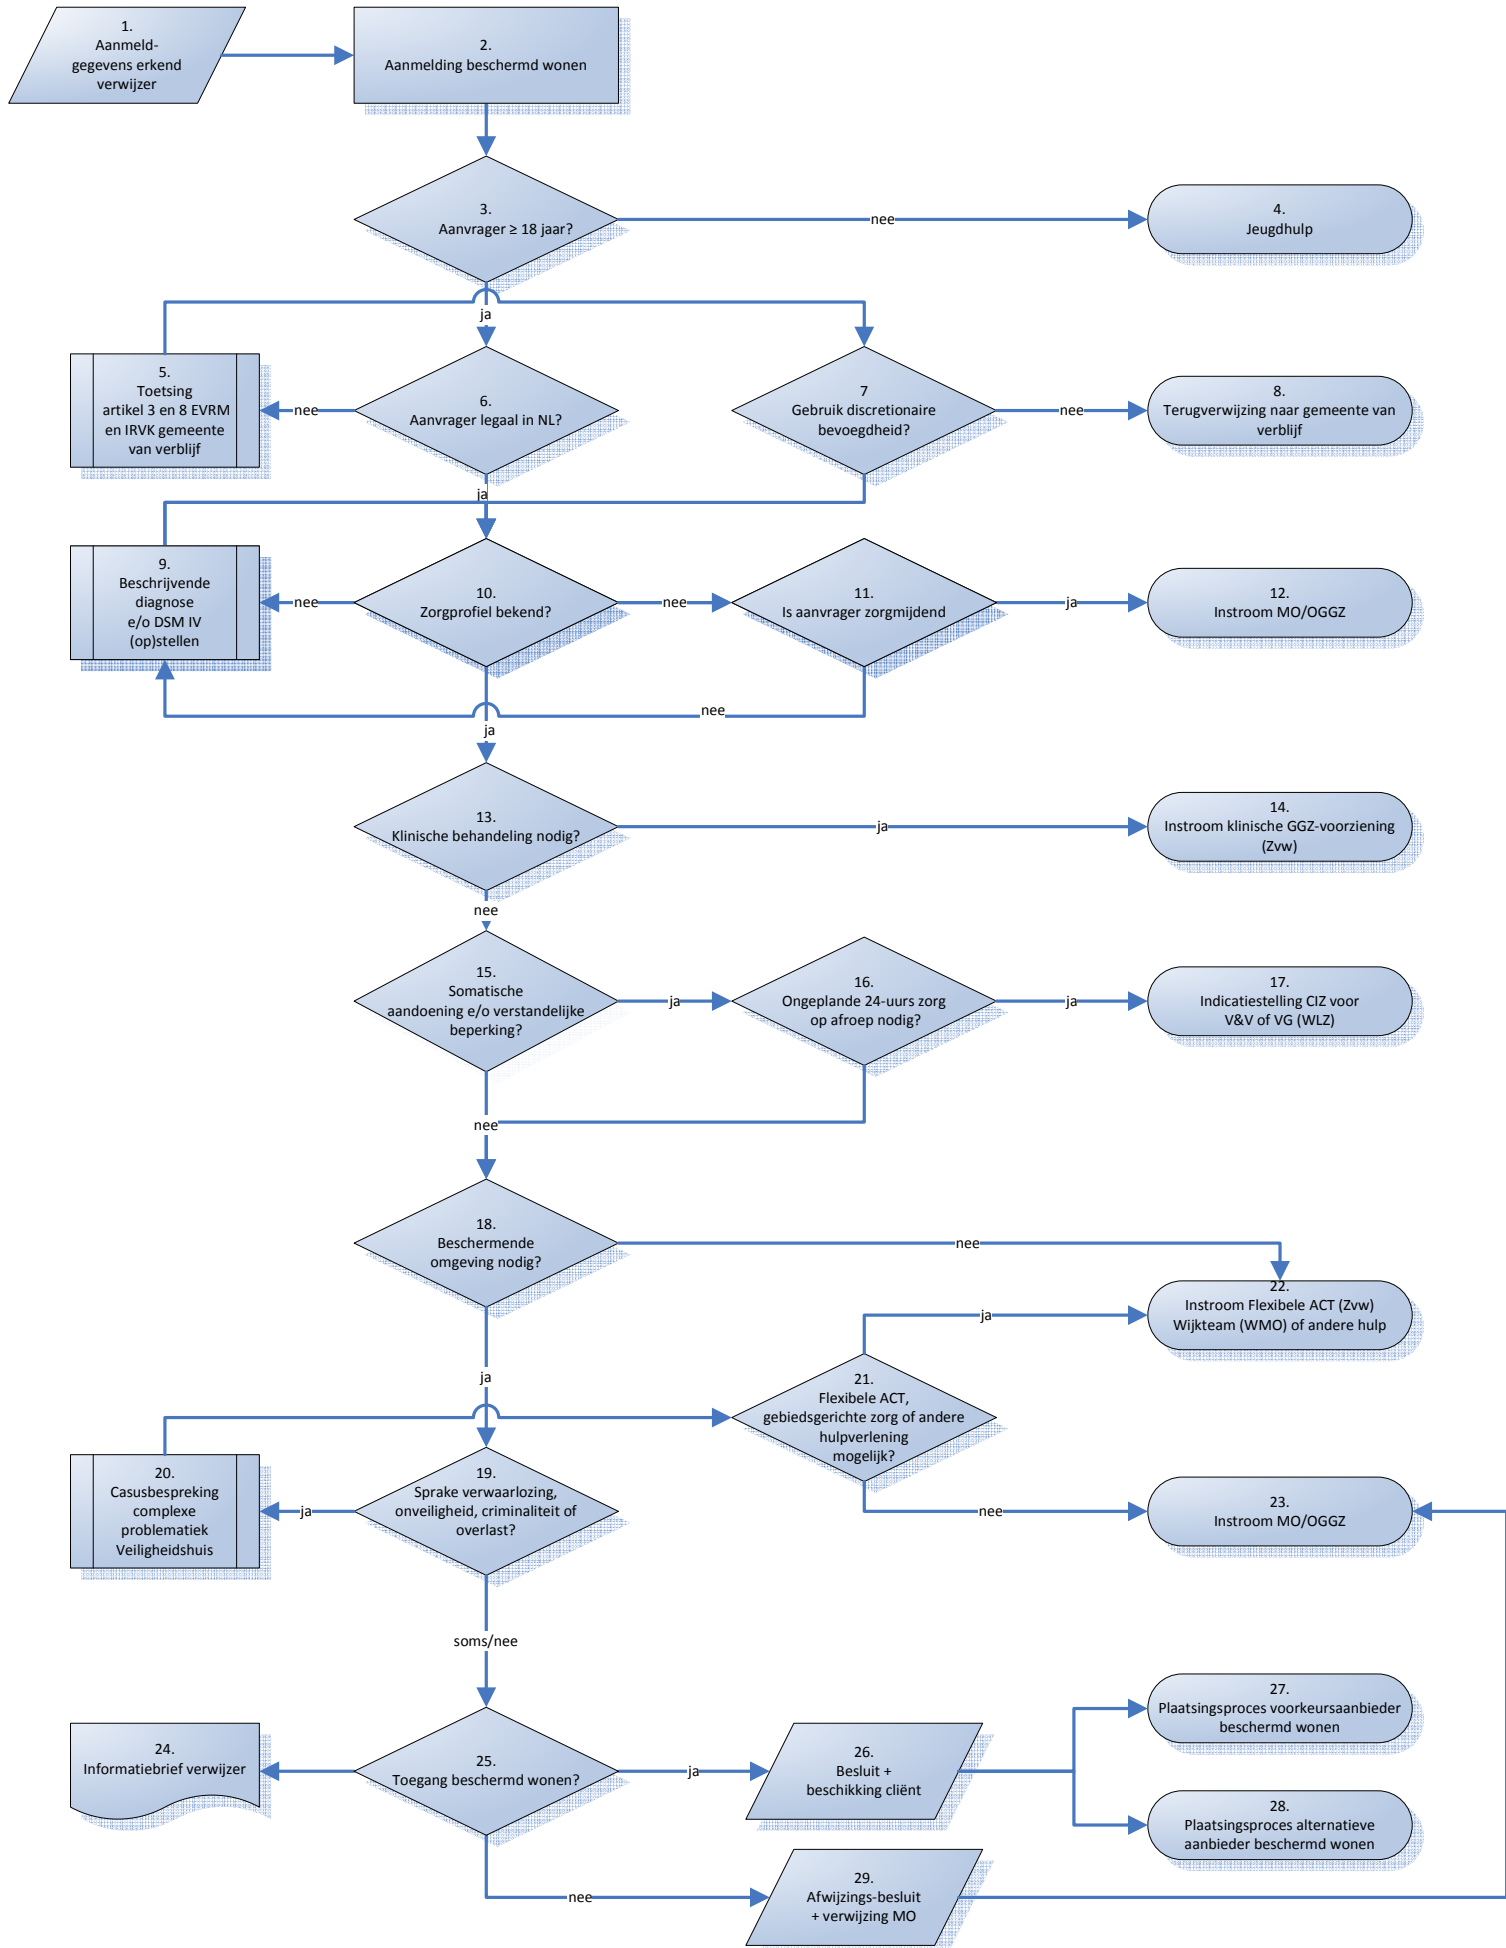 1.
Aanmeld-
gegevens erkend
verwijzer
2.
Aanmelding beschermd wonen
3.
Aanvrager ≥ 18 jaar?
nee
4.
Jeugdhulp
ja
5.
Toetsing
artikel 3 en 8 EVRM
en IRVK gemeente
van verblijf
nee
6.
Aanvrager legaal in NL?
7
Gebruik discretionaire
bevoegdheid?
nee
8.
Terugverwijzing naar gemeente van
verblijf
ja
9.
Beschrijvende
diagnose
e/o DSM IV
(op)stellen
nee
10.
Zorgprofiel bekend?
nee
11.
Is aanvrager zorgmijdend
ja
12.
Instroom MO/OGGZ
nee
ja
13.
Klinische behandeling nodig?
ja
14.
Instroom klinische GGZ-voorziening
(Zvw)
nee
15.
Somatische
aandoening e/o verstandelijke
beperking?
ja
16.
Ongeplande 24-uurs zorg
op afroep nodig?
ja
17.
Indicatiestelling CIZ voor
V&V of VG (WLZ)
nee
18.
Beschermende
omgeving nodig?
nee
22.
Instroom Flexibele ACT (Zvw)
Wijkteam (WMO) of andere hulp
ja
ja
21.
Flexibele ACT,
gebiedsgerichte zorg of andere
hulpverlening
mogelijk?
20.
Casusbespreking
complexe
problematiek
Veiligheidshuis
ja
19.
Sprake verwaarlozing,
onveiligheid, criminaliteit of
overlast?
nee
23.
Instroom MO/OGGZ
soms/nee
24.
Informatiebrief verwijzer
25.
Toegang beschermd wonen?
ja
26.
Besluit +
beschikking cliënt
27.
Plaatsingsproces voorkeursaanbieder
beschermd wonen
28.
Plaatsingsproces alternatieve
aanbieder beschermd wonen
nee
29.
Afwijzings-besluit
+ verwijzing MO